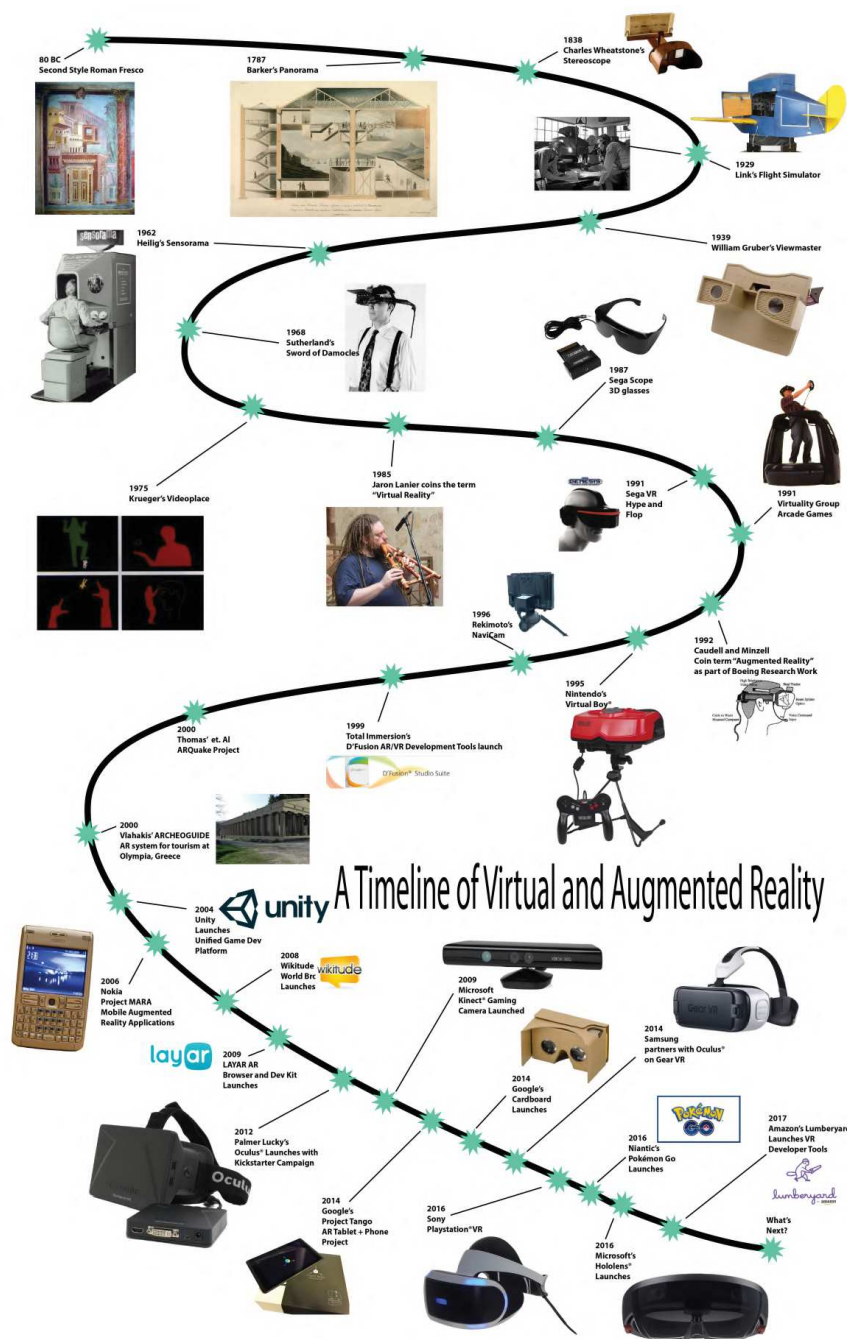 80 BC
Second Style Roman Fresco
1787
Barker's Panorama
1838
Charles Wheatstone's
Stereoscope
1929
Link's Flight Simulator
1939
William Gruber's Viewmaster
1962
Heilig's Sensorama
sensorama
1968
Sutherland's
Sword of Damocles
1987
Sega Scope
3D glasses
1975
Krueger's Videoplace
1985
Jaron Lanier coins the term
"Virtual Reality"
1991
Sega VR
Hype and
Flop
1991
Virtuality Group
Arcade Games
1992
Caudell and Minzell
Coin term "Augmented Reality"
as part of Boeing Research Work
1996
Rekimoto's
NaviCam
1995
Nintendo's
Virtual Boy®
1999
Total Immersion's
D'Fusion AR/VR Development Tools launch
D'Fusion® Studio Suite
2000
Thomas' et. Al
ARQuake Project
2000
Vlahakis' ARCHEOGUIDE
AR system for tourism at
Olympia, Greece
A Timeline of Virtual and Augmented Reality
2004
Unity
Launches
Unified Game Dev
Platform
unity
2006
Nokia
Project MARA
Mobile Augmented
Reality Applications
2008
Wikitude
World Bro
Launches
wikitude
2009
Microsoft
Kinect® Gaming
Camera Launched
XBOX 360
2009
LAYAR AR
Browser and Dev Kit
Launches
layar
2014
Samsung
partners with Oculus®
on Gear VR
Gear VR
2014
Google's
Cardboard
Launches
2012
Palmer Lucky's
Oculus® Launches with
Kickstarter Campaign
Ocul
2014
Google's
Project Tango
AR Tablet + Phone
Project
2016
Sony
Playstation®VR
2016
Niantic's
Pokémon Go
Launches
POKÉMON
GO
2017
Amazon's Lumberyard
Launches VR
Developer Tools
lumberyard
2016
Microsoft's
Hololens®
Launches
What's
Next?